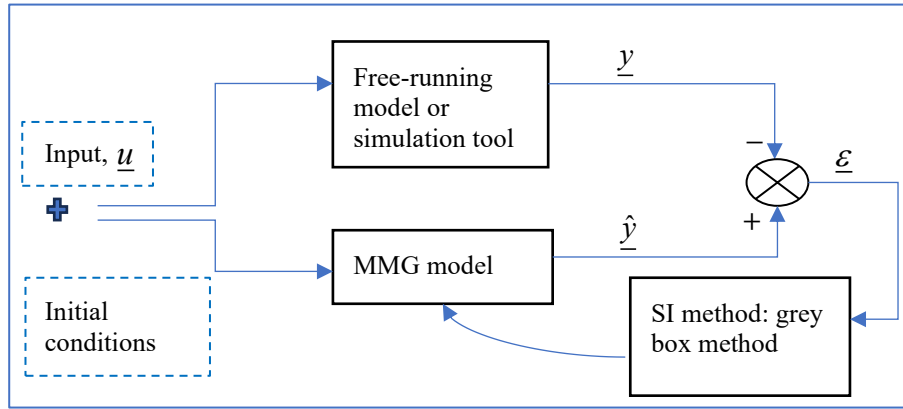 Free-running
model or
simulation tool
y
Input, u
−
ε
+
ŷ
MMG model
Initial
conditions
SI method: grey
box method